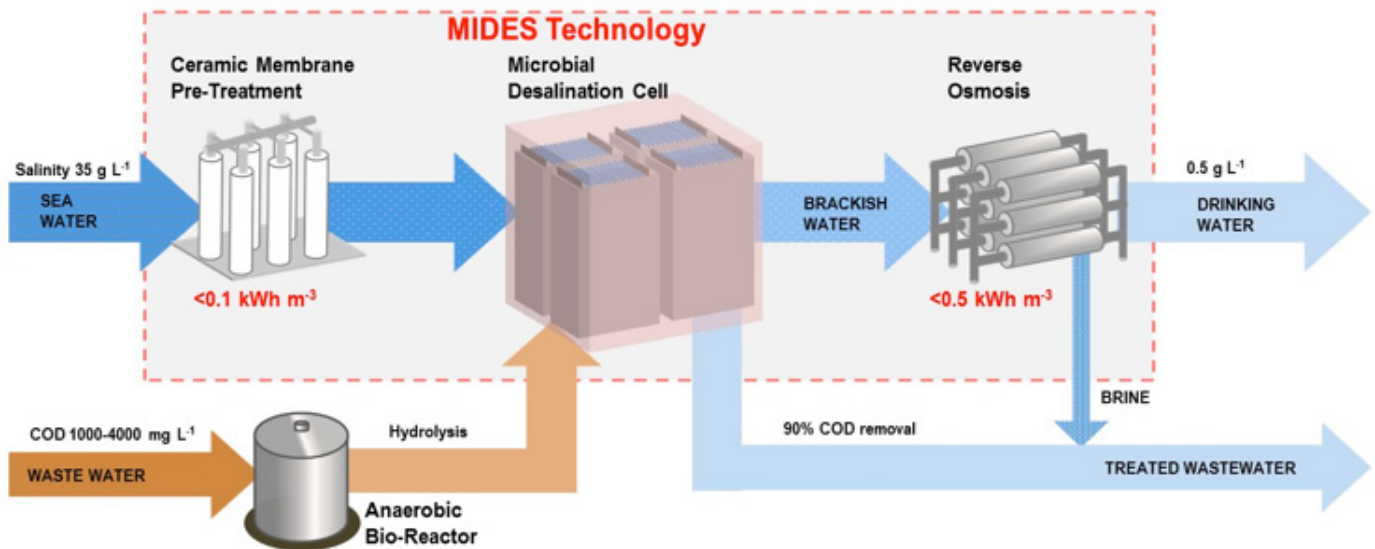 MIDES Technology
Ceramic Membrane
Pre-Treatment
Microbial
Desalination Cell
Reverse
Osmosis
Salinity 35 g L⁻¹
SEA
WATER
BRACKISH
WATER
0.5 g L⁻¹
DRINKING
WATER
<0.1 kWh m⁻³
<0.5 kWh m⁻³
BRINE
COD 1000-4000 mg L⁻¹
WASTE WATER
Hydrolysis
90% COD removal
TREATED WASTEWATER
Anaerobic
Bio-Reactor